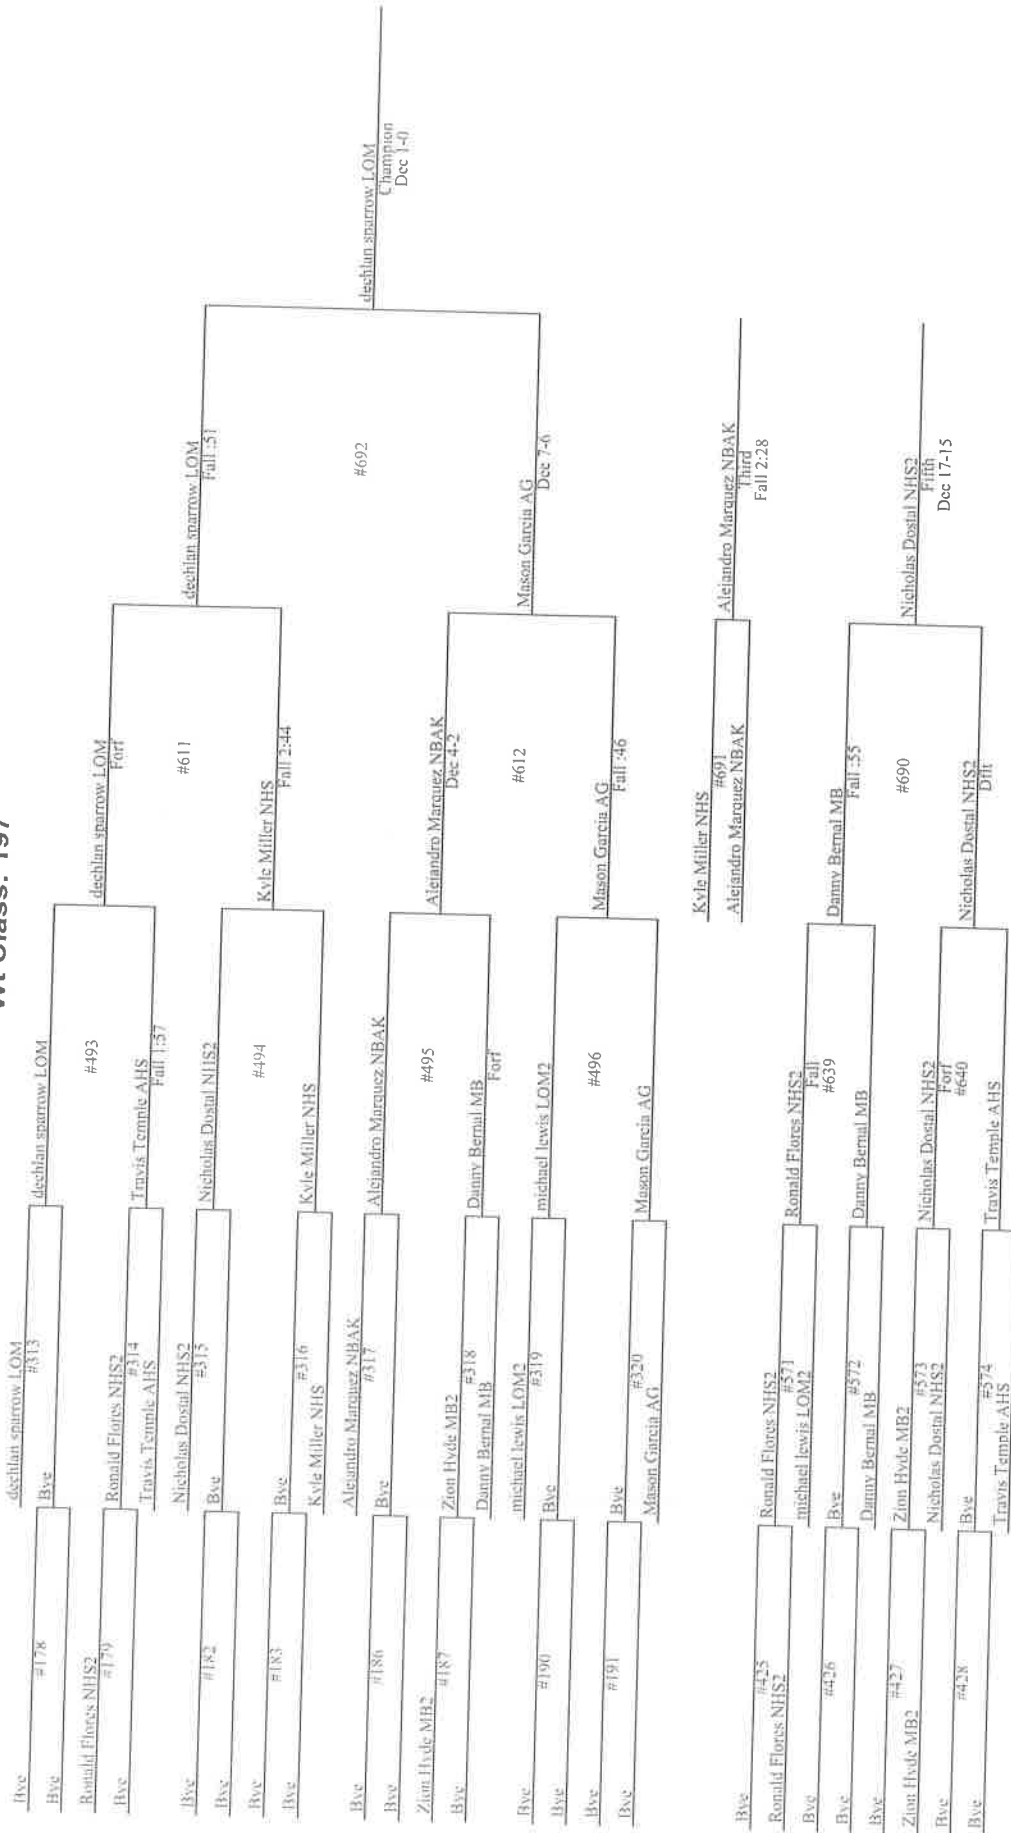 Wt Class: 197
Bye
#178
Bye
Ronald Flores NHS2
#179
Bye
Bye
#182
Bye
Bye
#183
Bye
Bye
#186
Bye
Zion Hyde MB2
#187
Bye
Bye
#190
Bye
Bye
#191
Bye
dechlan sparrow LOM
#313
Bye
Ronald Flores NHS2
#314
Travis Temple AHS
Nicholas Dostal NHS2
#315
Bye
Bye
#316
Kyle Miller NHS
Alejandro Marquez NBAK
#317
Bye
Zion Hyde MB2
#318
Danny Bernal MB
michael lewis LOM2
#319
Bye
Bye
#320
Mason Garcia AG
dechlan sparrow LOM
#493
Travis Temple AHS
Fall 1:57
Nicholas Dostal NHS2
#494
Kyle Miller NHS
Alejandro Marquez NBAK
#495
Danny Bernal MB
Forf
michael lewis LOM2
#496
Mason Garcia AG
dechlan sparrow LOM
Forf
#611
Kyle Miller NHS
Fall 2:44
Alejandro Marquez NBAK
Dec 4-2
#612
Mason Garcia AG
Fall :46
dechlan sparrow LOM
Fall :51
#692
Mason Garcia AG
Dec 7-6
dechlan sparrow LOM
Champion
Dec 1-0
Kyle Miller NHS
#691
Alejandro Marquez NBAK
Alejandro Marquez NBAK
Third
Fall 2:28
Bye
#425
Ronald Flores NHS2
Bye
#426
Bye
Bye
#427
Zion Hyde MB2
Bye
#428
Bye
Ronald Flores NHS2
#571
michael lewis LOM2
Bye
#572
Danny Bernal MB
Zion Hyde MB2
#573
Nicholas Dostal NHS2
Bye
#574
Travis Temple AHS
Ronald Flores NHS2
Fall
#639
Danny Bernal MB
Nicholas Dostal NHS2
Forf
#640
Travis Temple AHS
Danny Bernal MB
Fall :55
#690
Nicholas Dostal NHS2
Dflt
Nicholas Dostal NHS2
Fifth
Dec 17-15